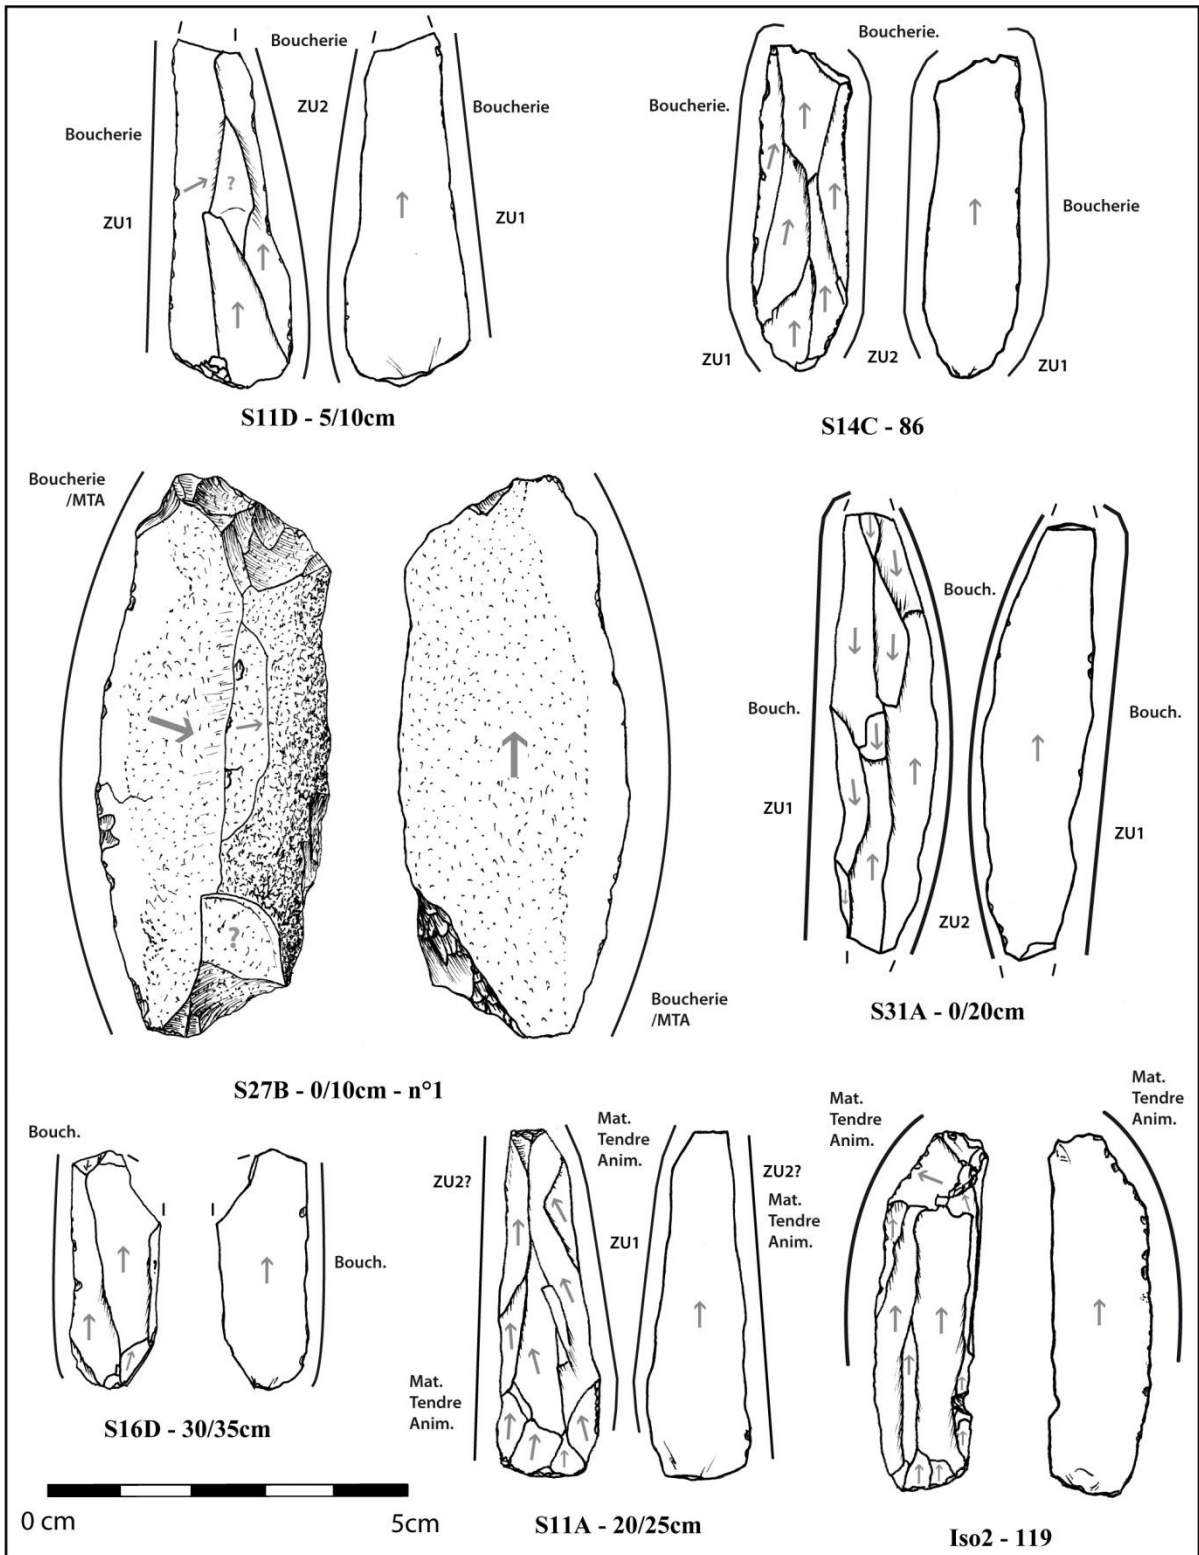 Boucherie
ZU2
Boucherie
Boucherie
ZU1
ZU1
?
S11D - 5/10cm
Boucherie.
Boucherie.
Boucherie
ZU1
ZU2
ZU1
S14C - 86
Boucherie
/MTA
?
Boucherie
/MTA
S27B - 0/10cm - n°1
Bouch.
Bouch.
Bouch.
ZU1
ZU1
ZU2
S31A - 0/20cm
Bouch.
Bouch.
S16D - 30/35cm
Mat.
Tendre
Anim.
ZU2?
ZU2?
Mat.
Tendre
Anim.
ZU1
Mat.
Tendre
Anim.
S11A - 20/25cm
Mat.
Tendre
Anim.
Mat.
Tendre
Anim.
Iso2 - 119
0 cm
5cm